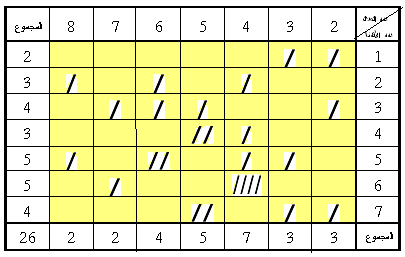 عدد 2 3 4 5 6 7 8 المجموع
1 / / 2
2 / / / 3
3 / / / / 4
4 / // 3
5 / / // / 5
6 //// / 5
7 / / // 4
المجموع 3 3 7 5 4 2 2 26